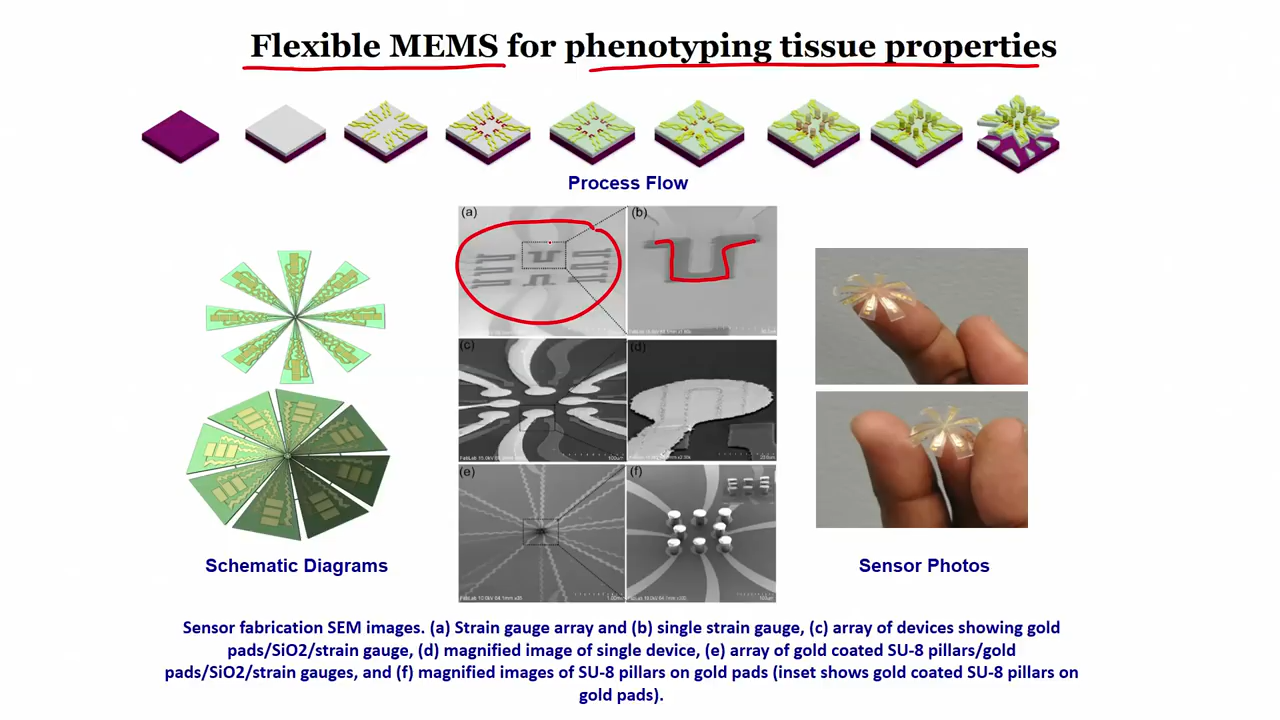 Flexible MEMS for phenotyping tissue properties
Process Flow
(a)
(b)
(c)
(d)
(e)
(f)
Schematic Diagrams
Sensor Photos
Sensor fabrication SEM images. (a) Strain gauge array and (b) single strain gauge, (c) array of devices showing gold
pads/SiO2/strain gauge, (d) magnified image of single device, (e) array of gold coated SU-8 pillars/gold
pads/SiO2/strain gauges, and (f) magnified images of SU-8 pillars on gold pads (inset shows gold coated SU-8 pillars on
gold pads).